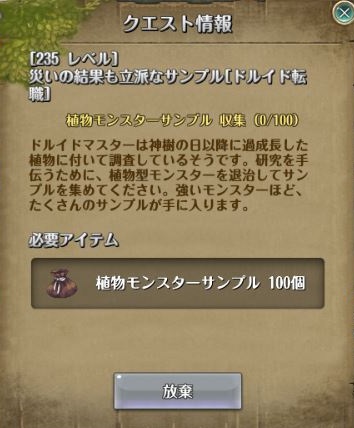 クエスト情報
[235 レベル]
災いの結果も立派なサンプル[ドルイド転
職]
植物モンスターサンプル 収集 (0/100)
ドルイドマスターは神樹の日以降に過成長した
植物に付いて調査しているそうです。研究を手
伝うために、植物型モンスターを退治してサン
プルを集めてください。強いモンスターほど、
たくさんのサンプルが手に入ります。
必要アイテム
植物モンスターサンプル 100個
放棄